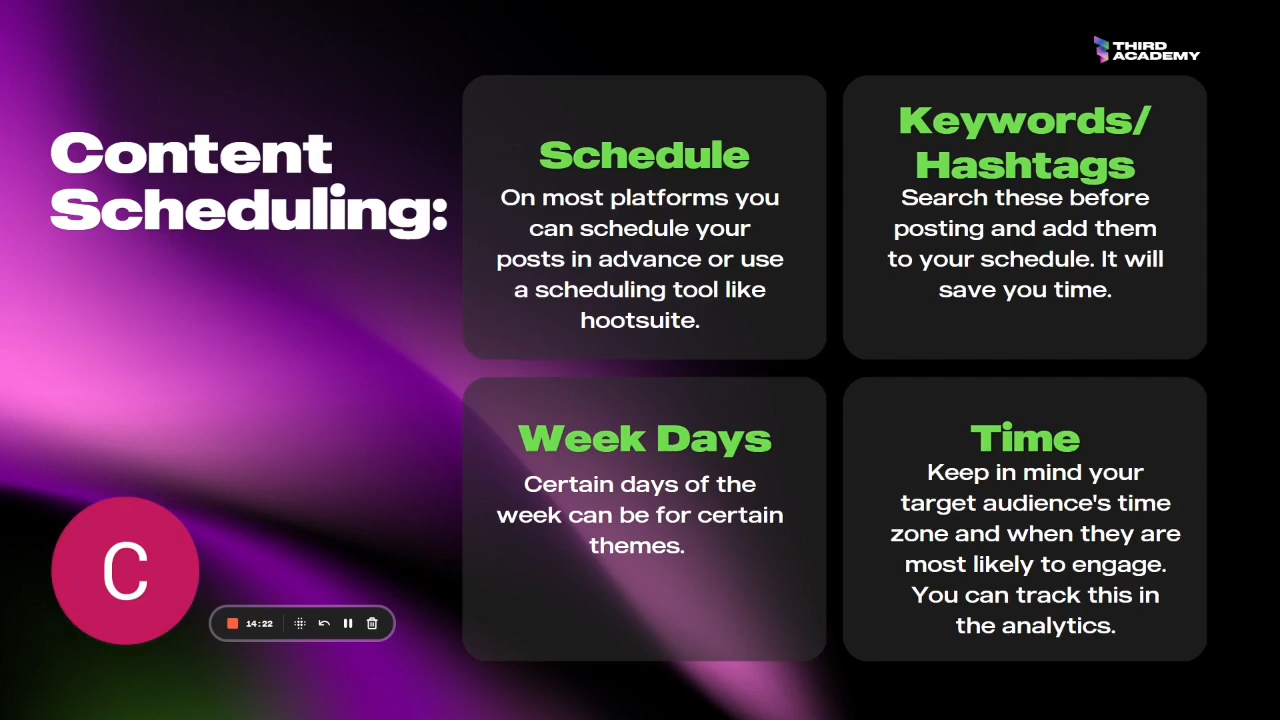 THIRD
ACADEMY
Content
Scheduling:
Schedule
On most platforms you
can schedule your
posts in advance or use
a scheduling tool like
hootsuite.
Keywords/
Hashtags
Search these before
posting and add them
to your schedule. It will
save you time.
Week Days
Certain days of the
week can be for certain
themes.
Time
Keep in mind your
target audience's time
zone and when they are
most likely to engage.
You can track this in
the analytics.
C
14:22